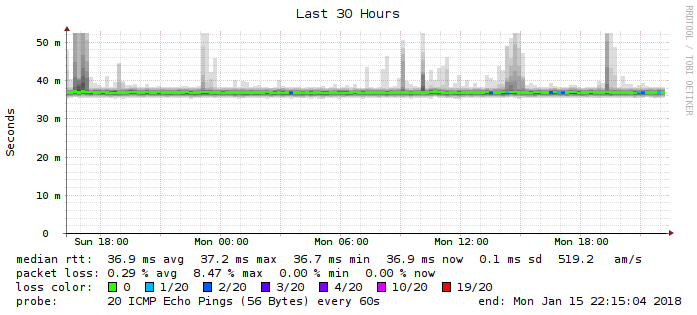 Last 30 Hours
RRDTOOL / TOBI OETIKER
Seconds
50 m
40 m
30 m
20 m
10 m
0
Sun 18:00 Mon 00:00 Mon 06:00 Mon 12:00 Mon 18:00
median rtt: 36.9 ms avg 37.2 ms max 36.7 ms min 36.9 ms now 0.1 ms sd 519.2 am/s
packet loss: 0.29 % avg 8.47 % max 0.00 % min 0.00 % now
loss color: 0 1/20 2/20 3/20 4/20 10/20 19/20
probe: 20 ICMP Echo Pings (56 Bytes) every 60s end: Mon Jan 15 22:15:04 2018